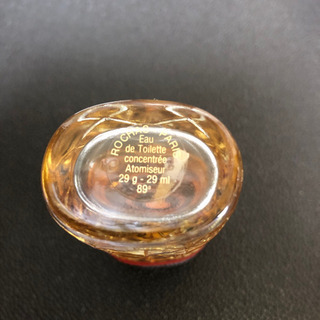 ROCHAS PARIS
Eau
de Toilette
concentrée
Atomiseur
29 g - 29 ml
89°